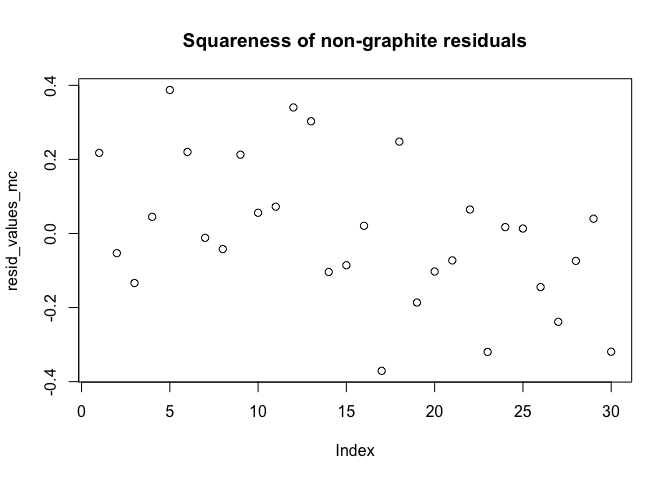 Squareness of non-graphite residuals
resid_values_mc
0.4
0.2
0.0
-0.2
-0.4
0 5 10 15 20 25 30
Index